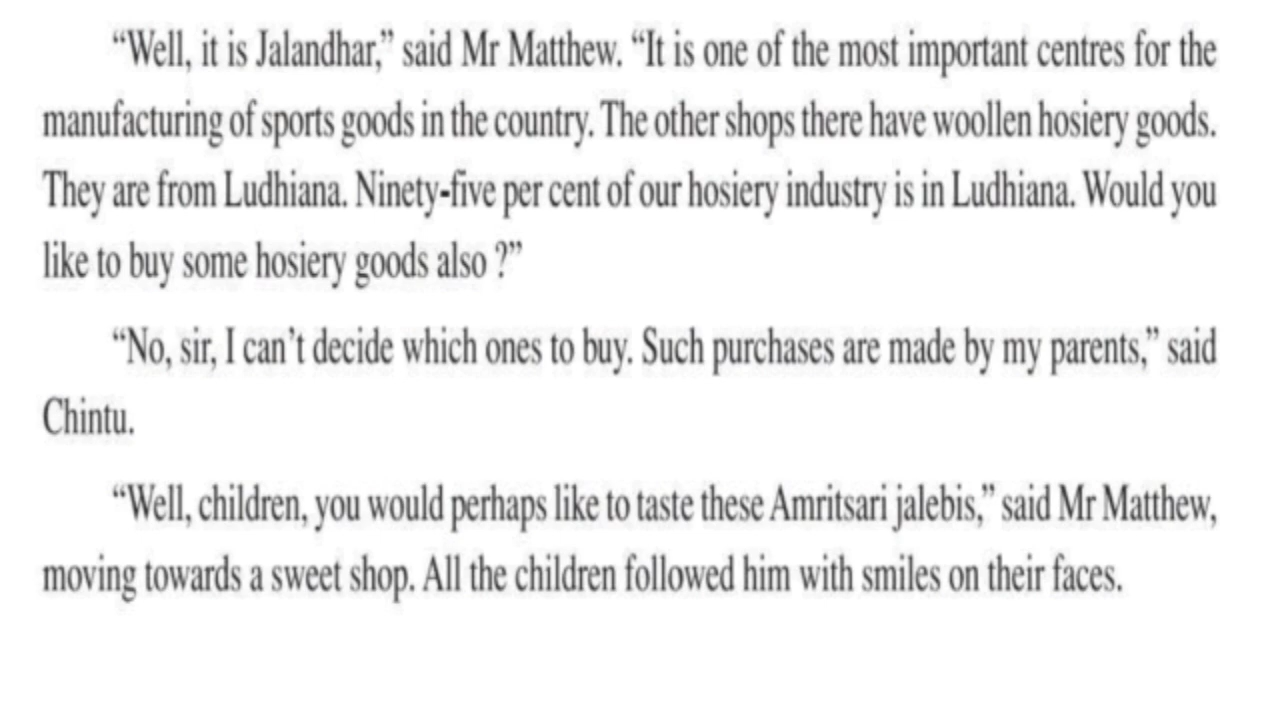 “Well, it is Jalandhar,” said Mr Matthew. “It is one of the most important centres for the
manufacturing of sports goods in the country. The other shops there have woollen hosiery goods.
They are from Ludhiana. Ninety-five per cent of our hosiery industry is in Ludhiana. Would you
like to buy some hosiery goods also ?”
“No, sir, I can’t decide which ones to buy. Such purchases are made by my parents,” said
Chintu.
“Well, children, you would perhaps like to taste these Amritsari jalebis,” said Mr Matthew,
moving towards a sweet shop. All the children followed him with smiles on their faces.